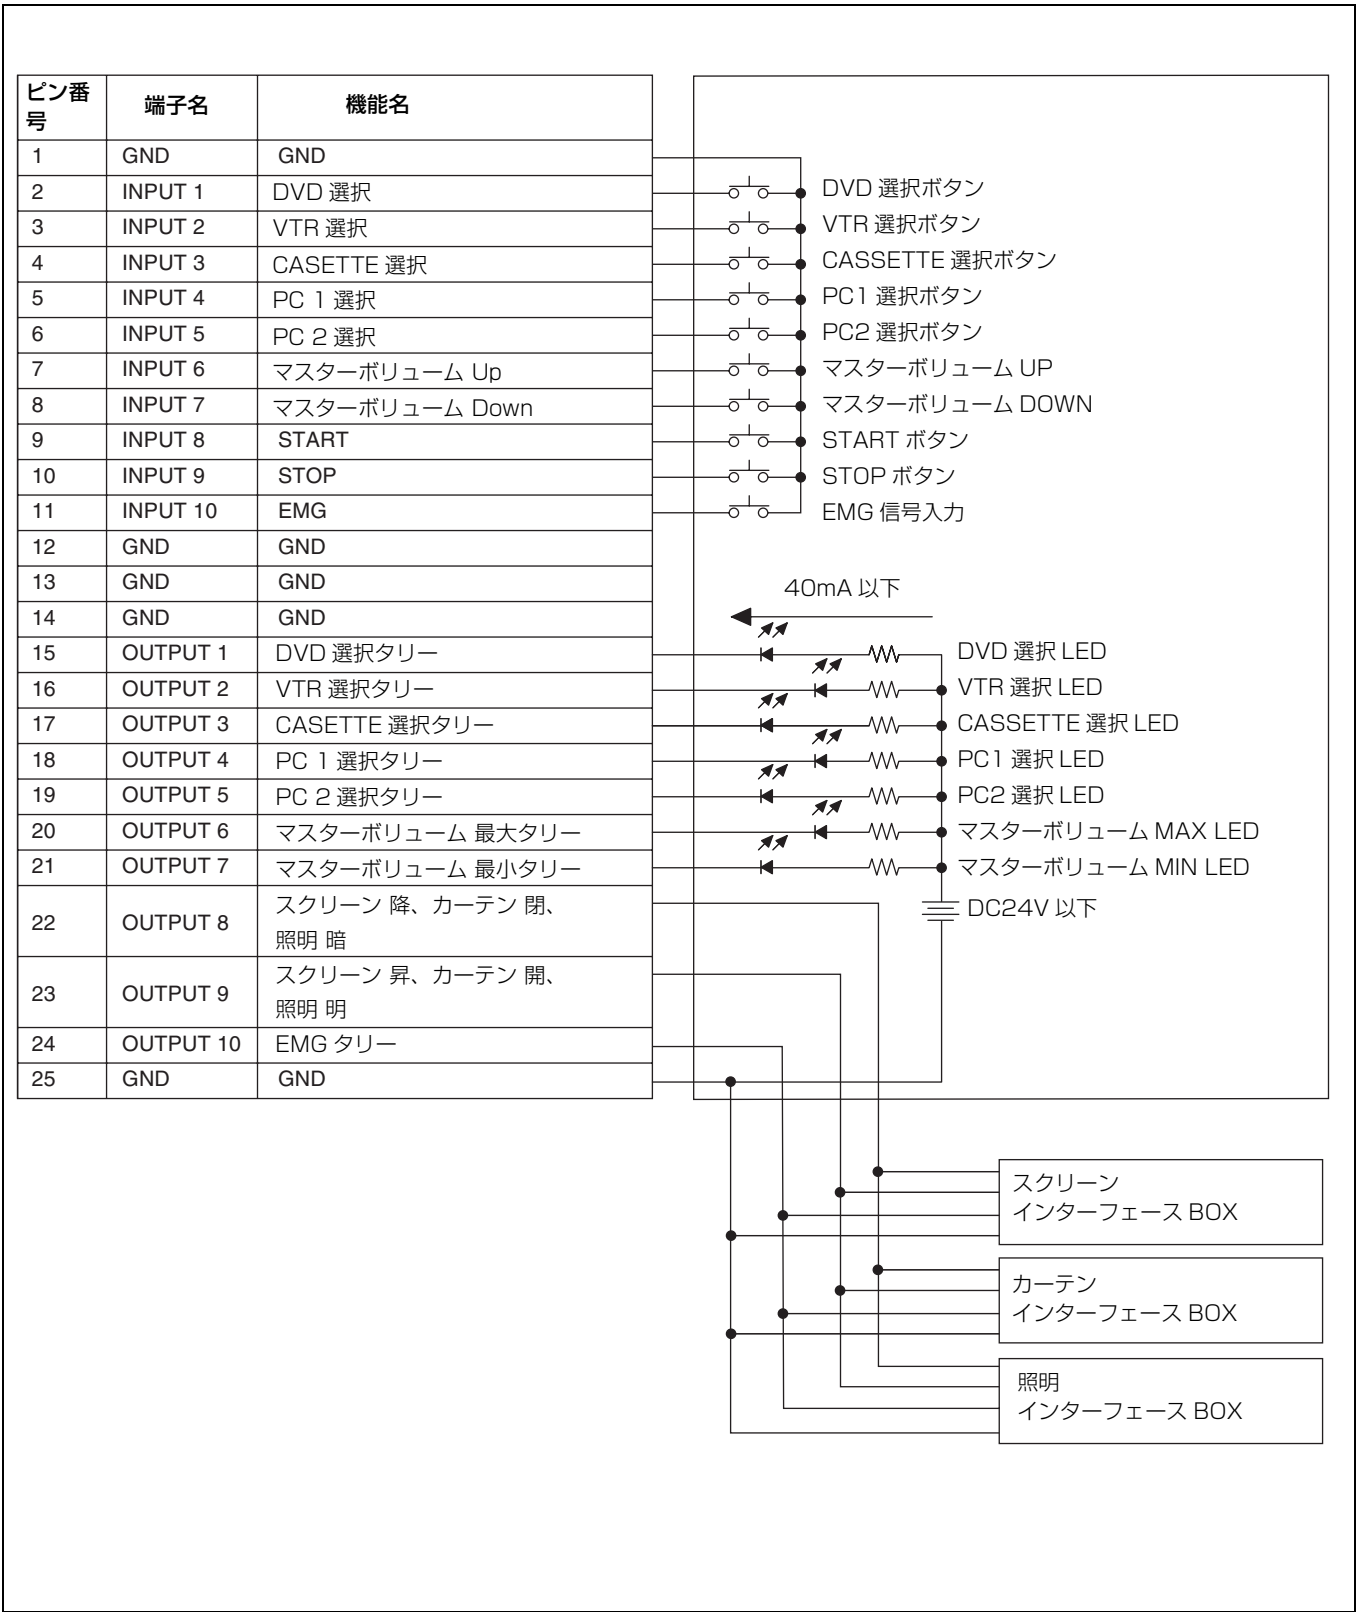 ピン番号 端子名 機能名
1 GND GND
2 INPUT 1 DVD 選択 DVD 選択ボタン
3 INPUT 2 VTR 選択 VTR 選択ボタン
4 INPUT 3 CASETTE 選択 CASSETTE 選択ボタン
5 INPUT 4 PC 1 選択 PC1 選択ボタン
6 INPUT 5 PC 2 選択 PC2 選択ボタン
7 INPUT 6 マスターボリューム Up マスターボリューム UP
8 INPUT 7 マスターボリューム Down マスターボリューム DOWN
9 INPUT 8 START START ボタン
10 INPUT 9 STOP STOP ボタン
11 INPUT 10 EMG EMG 信号入力
12 GND GND
13 GND GND
40mA 以下
14 GND GND
15 OUTPUT 1 DVD 選択タリー DVD 選択 LED
16 OUTPUT 2 VTR 選択タリー VTR 選択 LED
17 OUTPUT 3 CASETTE 選択タリー CASSETTE 選択 LED
18 OUTPUT 4 PC 1 選択タリー PC1 選択 LED
19 OUTPUT 5 PC 2 選択タリー PC2 選択 LED
20 OUTPUT 6 マスターボリューム 最大タリー マスターボリューム MAX LED
21 OUTPUT 7 マスターボリューム 最小タリー マスターボリューム MIN LED
22 OUTPUT 8 スクリーン 降、カーテン 閉、
照明 暗
DC24V 以下
23 OUTPUT 9 スクリーン 昇、カーテン 開、
照明 明
24 OUTPUT 10 EMG タリー
25 GND GND
スクリーン
インターフェース BOX
カーテン
インターフェース BOX
照明
インターフェース BOX